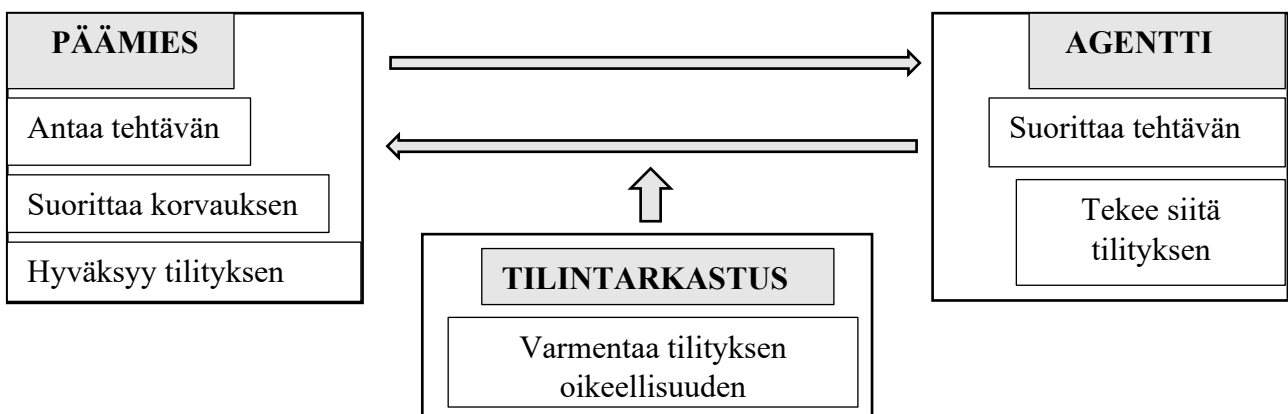 PÄÄMIES
Antaa tehtävän
Suorittaa korvauksen
Hyväksyy tilityksen
AGENTTI
Suorittaa tehtävän
Tekee siitä
tilityksen
TILINTARKASTUS
Varmentaa tilityksen
oikeellisuuden